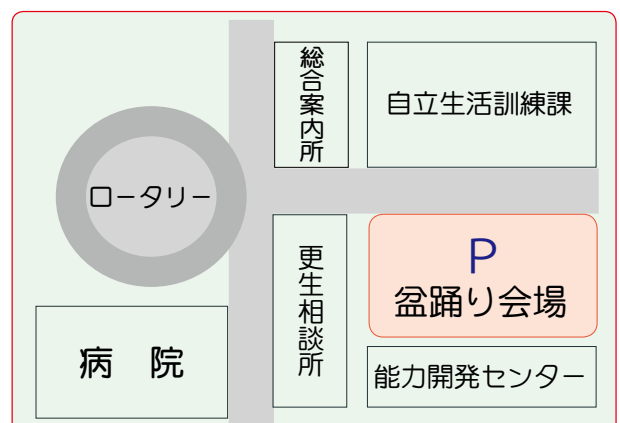 総合案内所
自立生活訓練課
ロータリー
更生相談所
P
盆踊り会場
病 院
能力開発センター